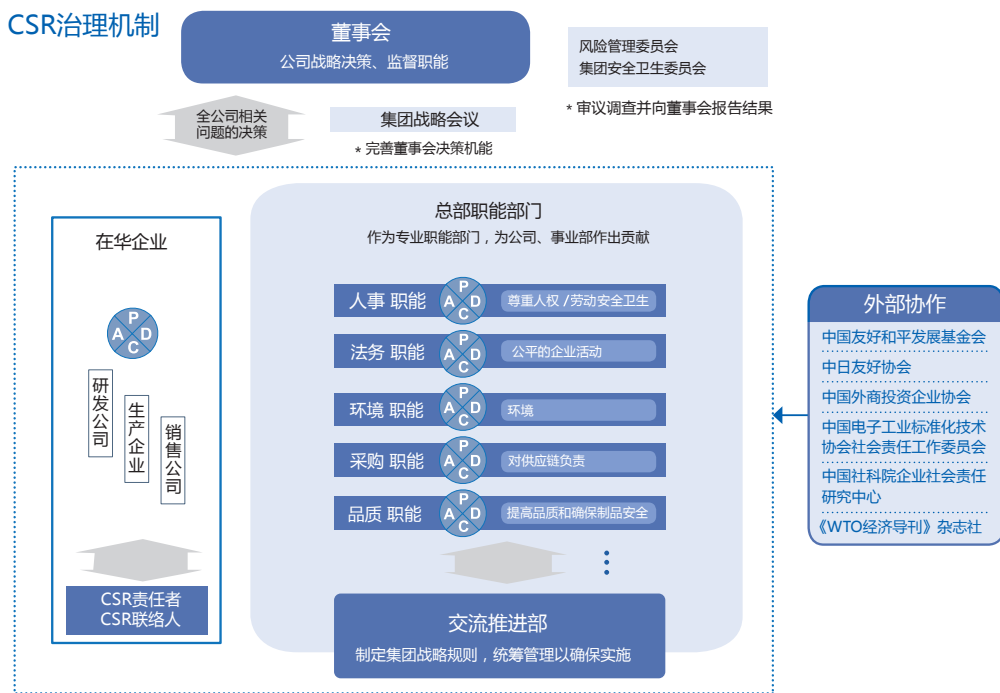 CSR治理机制
董事会
公司战略决策、监督职能
风险管理委员会
集团安全卫生委员会
* 审议调查并向董事会报告结果
全公司相关
问题的决策
集团战略会议
* 完善董事会决策机能
在华企业
P
A D
C
研发公司
生产企业
销售公司
CSR责任者
CSR联络人
总部职能部门
作为专业职能部门，为公司、事业部作出贡献
人事 职能
P
A D
C
尊重人权 /劳动安全卫生
法务 职能
P
A D
C
公平的企业活动
环境 职能
P
A D
C
环境
采购 职能
P
A D
C
对供应链负责
品质 职能
P
A D
C
提高品质和确保制品安全
交流推进部
制定集团战略规则，统筹管理以确保实施
外部协作
中国友好和平发展基金会
中日友好协会
中国外商投资企业协会
中国电子工业标准化技术
协会社会责任工作委员会
中国社科院企业社会责任
研究中心
《WTO经济导刊》杂志社